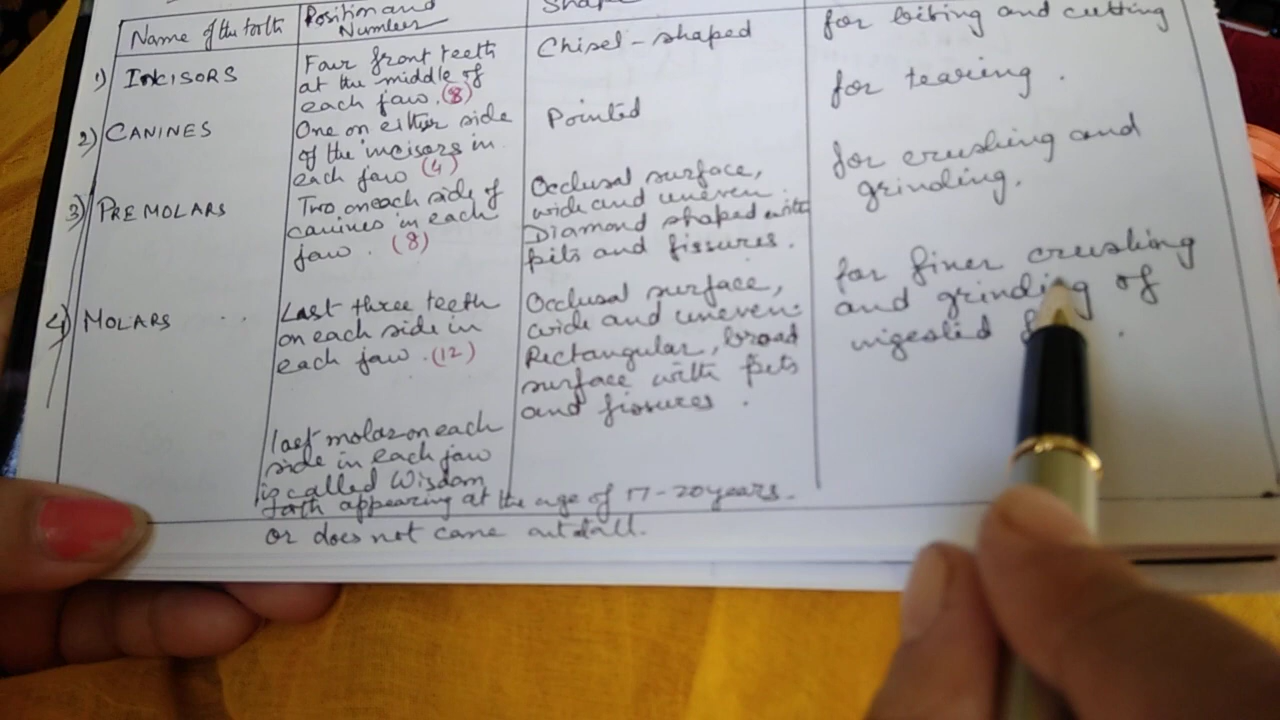 Name of the tooth
Position and
Number
Shape
1) INCISORS
Four front teeth
at the middle of
each jaw. (8)
Chisel-shaped
for biting and cutting
2) CANINES
One on either side
of the incisors in
each jaw (4)
Pointed
for tearing.
3) PREMOLARS
Two on each side of
canines in each
jaw. (8)
Occlusal surface,
wide and uneven
Diamond shaped with
pits and fissures.
for crushing and
grinding.
4) MOLARS
Last three teeth
on each side in
each jaw. (12)
Occlusal surface,
wide and uneven.
Rectangular, broad
surface with pits
and fissures.
for finer crushing
and grinding of
ingested
last molar on each
side in each jaw
is called Wisdom
tooth appearing at the age of 17-20 years.
or does not come out at all.